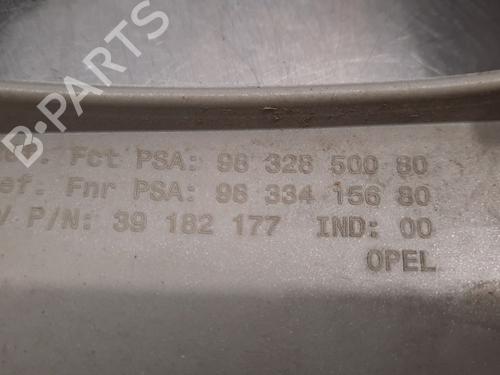 B-PARTS
Fct PSA: 98 328 500 80
ef. Fnr PSA: 98 334 156 80
P/N: 39 182 177 IND: 00
OPEL